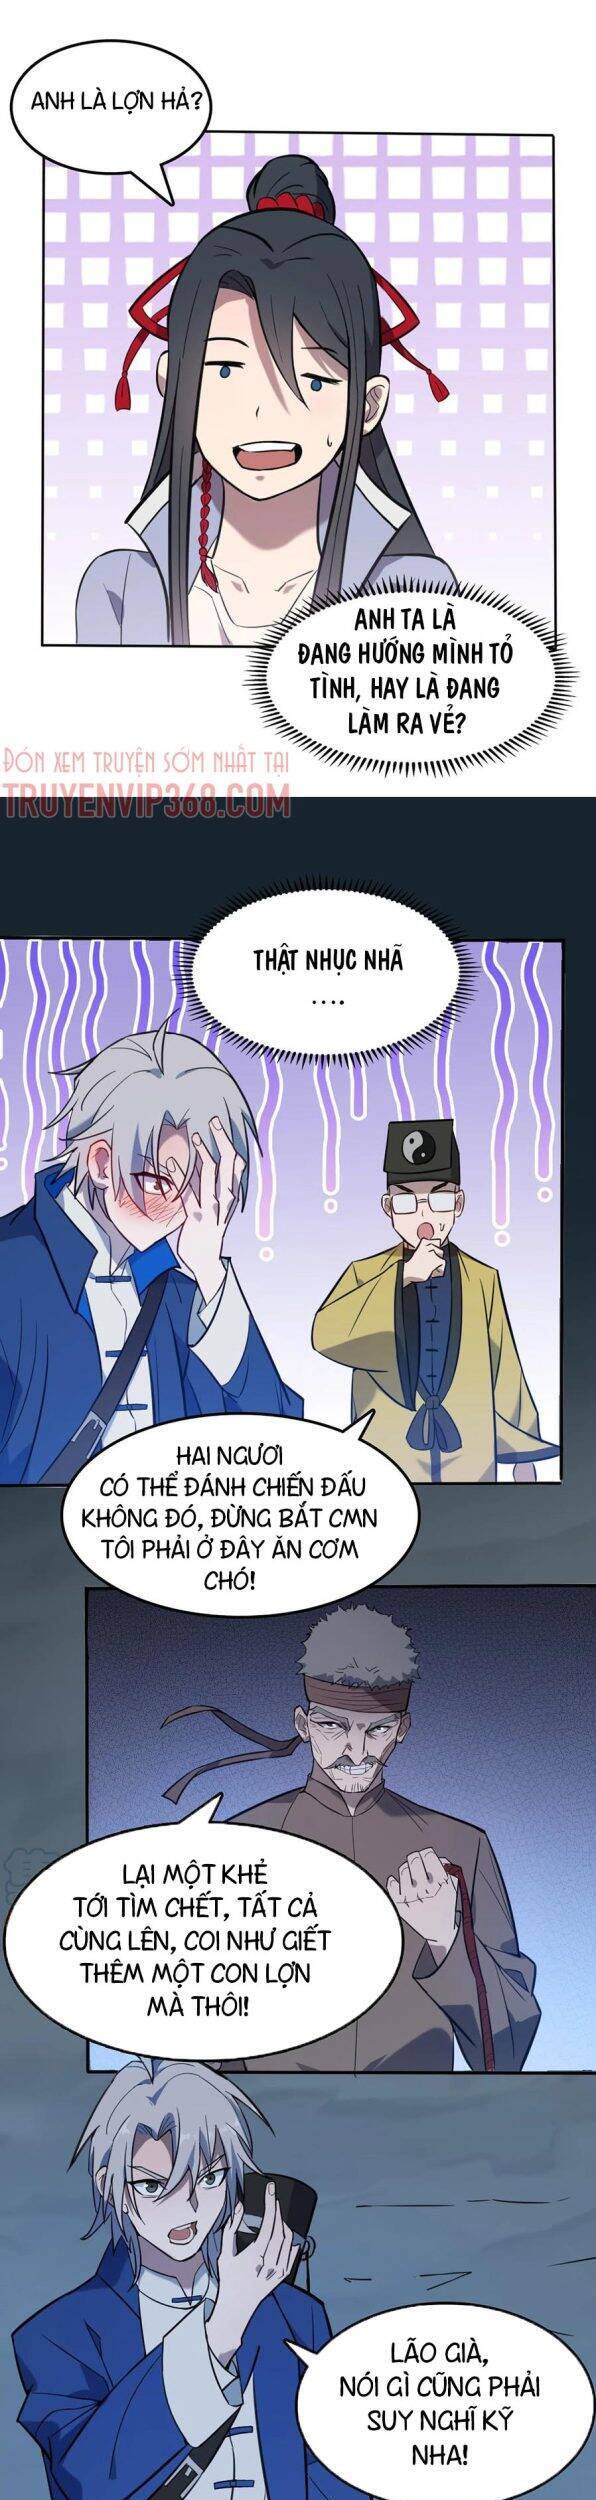 ANH LÀ LỢN HẢ?
ANH TA LÀ
ĐANG HƯỚNG MÌNH TỎ
TÌNH, HAY LÀ ĐANG
LÀM RA VẺ?
ĐÓN XEM TRUYỆN SỚM NHẤT TẠI
TRUYENVIP368.COM
THẬT NHỤC NHÃ
....
HAI NGƯƠI
CÓ THỂ ĐÁNH CHIẾN ĐẤU
KHÔNG ĐÓ, ĐỪNG BẮT CMN
TÔI PHẢI Ở ĐÂY ĂN CƠM
CHÓ!
LẠI MỘT KHẺ
TỚI TÌM CHẾT, TẤT CẢ
CÙNG LÊN, COI NHƯ GIẾT
THÊM MỘT CON LỢN
MÀ THÔI!
LÃO GIÀ,
NÓI GÌ CŨNG PHẢI
SUY NGHĨ KỸ
NHA!